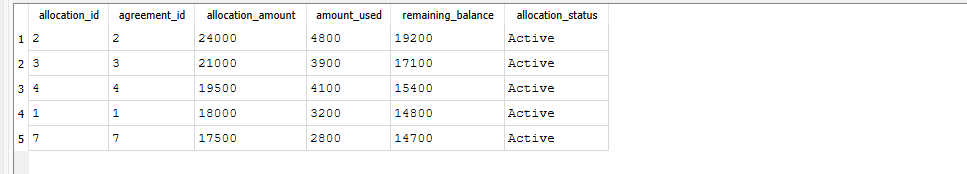 allocation_id agreement_id allocation_amount amount_used remaining_balance allocation_status
1 2 2 24000 4800 19200 Active
2 3 3 21000 3900 17100 Active
3 4 4 19500 4100 15400 Active
4 1 1 18000 3200 14800 Active
5 7 7 17500 2800 14700 Active